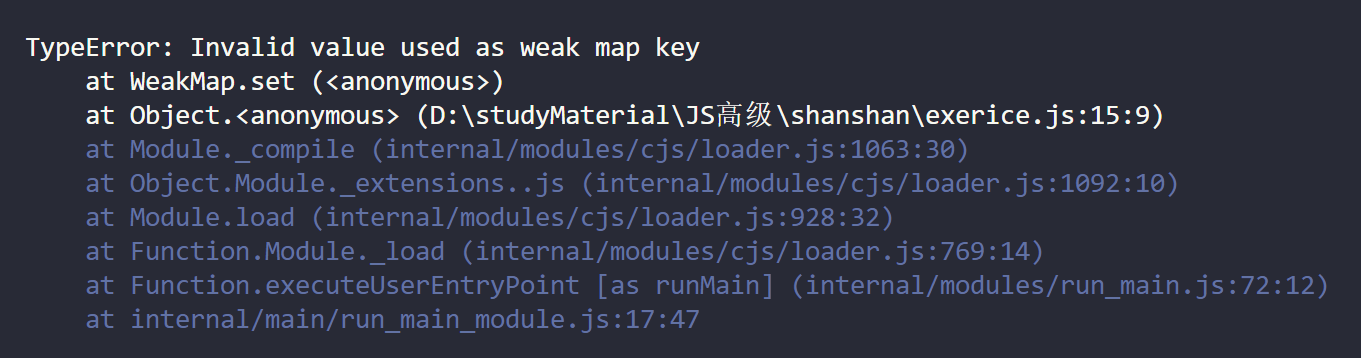 TypeError: Invalid value used as weak map key
at WeakMap.set (<anonymous>)
at Object.<anonymous> (D:\studyMaterial\JS高级\shanshan\exerice.js:15:9)
at Module._compile (internal/modules/cjs/loader.js:1063:30)
at Object.Module._extensions..js (internal/modules/cjs/loader.js:1092:10)
at Module.load (internal/modules/cjs/loader.js:928:32)
at Function.Module._load (internal/modules/cjs/loader.js:769:14)
at Function.executeUserEntryPoint [as runMain] (internal/modules/run_main.js:72:12)
at internal/main/run_main_module.js:17:47